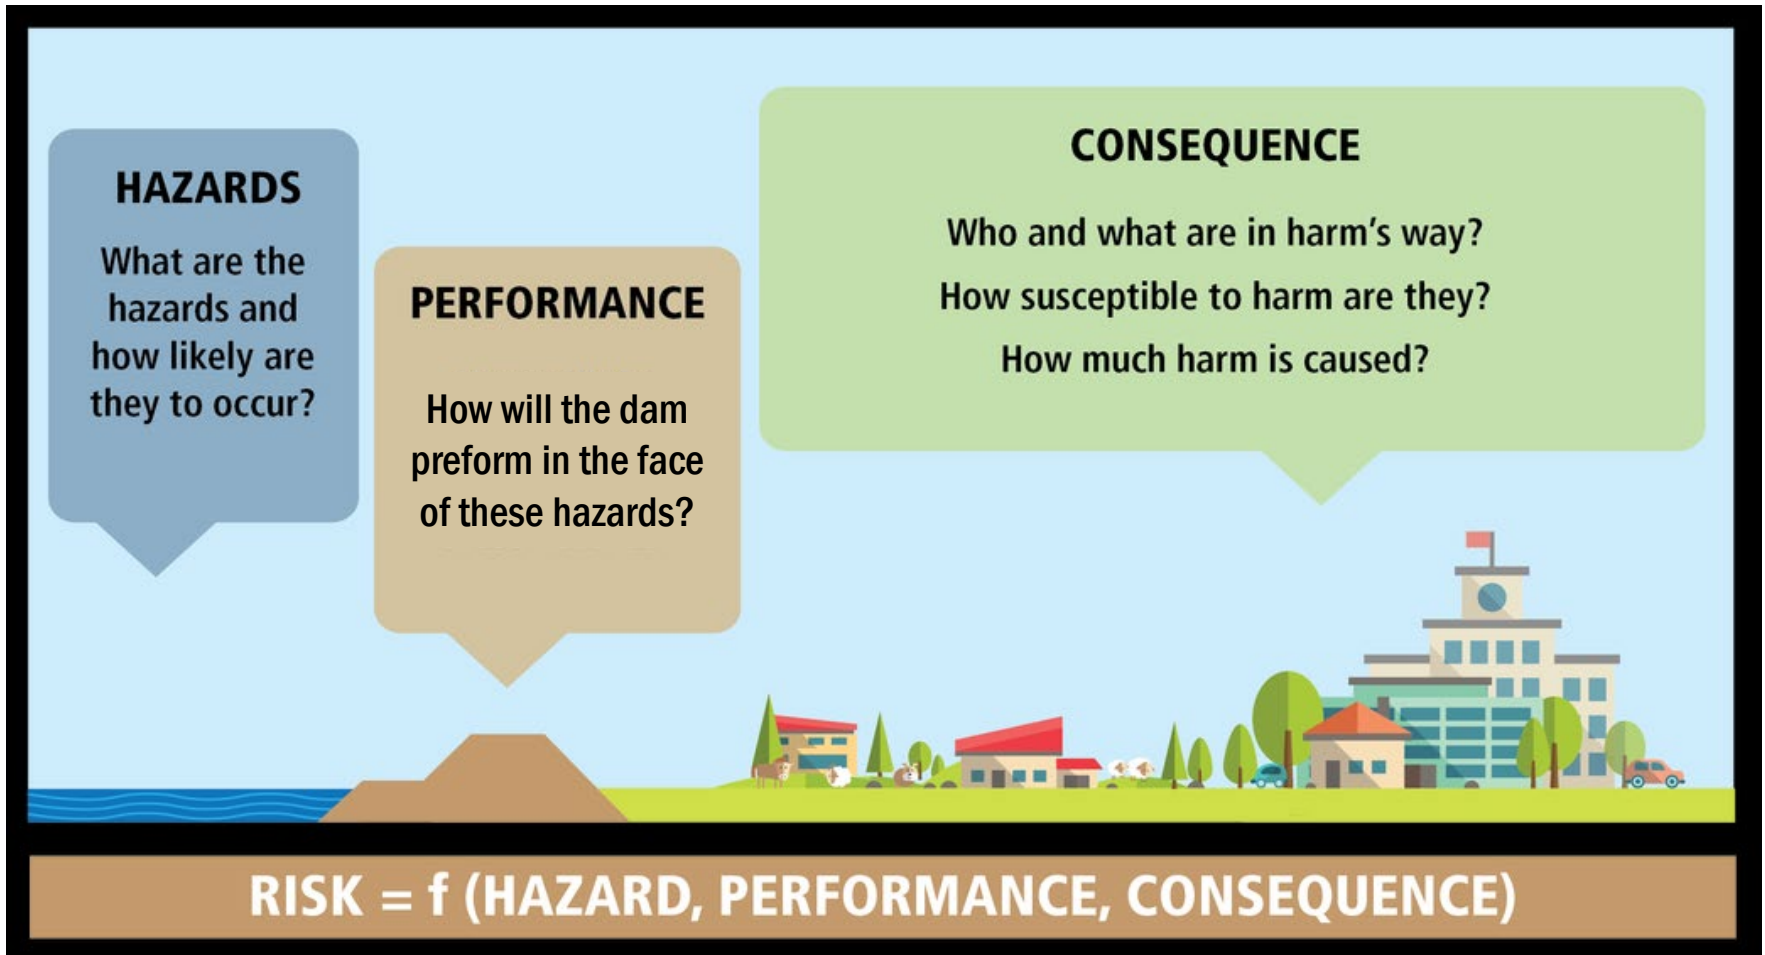 HAZARDS
What are the
hazards and
how likely are
they to occur?
PERFORMANCE
How will the dam
preform in the face
of these hazards?
CONSEQUENCE
Who and what are in harm's way?
How susceptible to harm are they?
How much harm is caused?
RISK = f (HAZARD, PERFORMANCE, CONSEQUENCE)